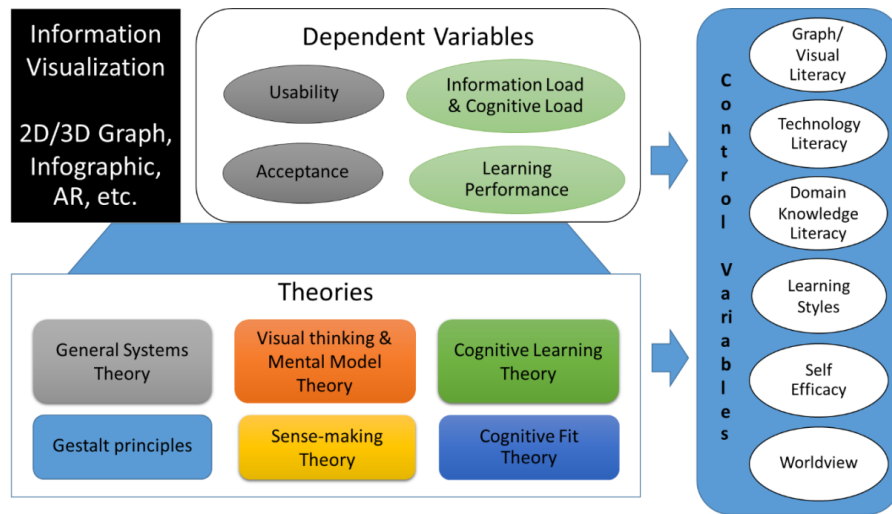 Information
Visualization
2D/3D Graph,
Infographic,
AR, etc.
Dependent Variables
Usability
Information Load
& Cognitive Load
Acceptance
Learning
Performance
Theories
General Systems
Theory
Visual thinking &
Mental Model
Theory
Cognitive Learning
Theory
Gestalt principles
Sense-making
Theory
Cognitive Fit
Theory
Control Variables
Graph/
Visual
Literacy
Technology
Literacy
Domain
Knowledge
Literacy
Learning
Styles
Self
Efficacy
Worldview